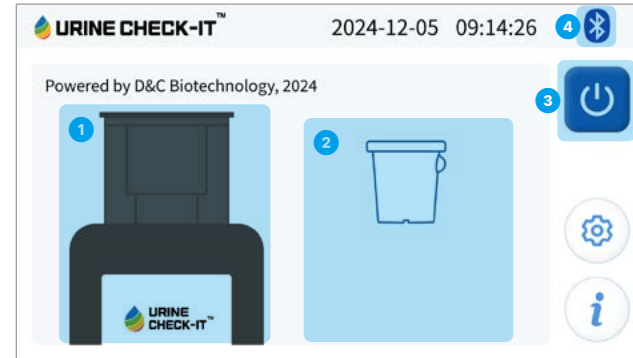 URINE CHECK-IT™ 2024-12-05 09:14:26 4
Powered by D&C Biotechnology, 2024
3
1
2
URINE
CHECK-IT™
i